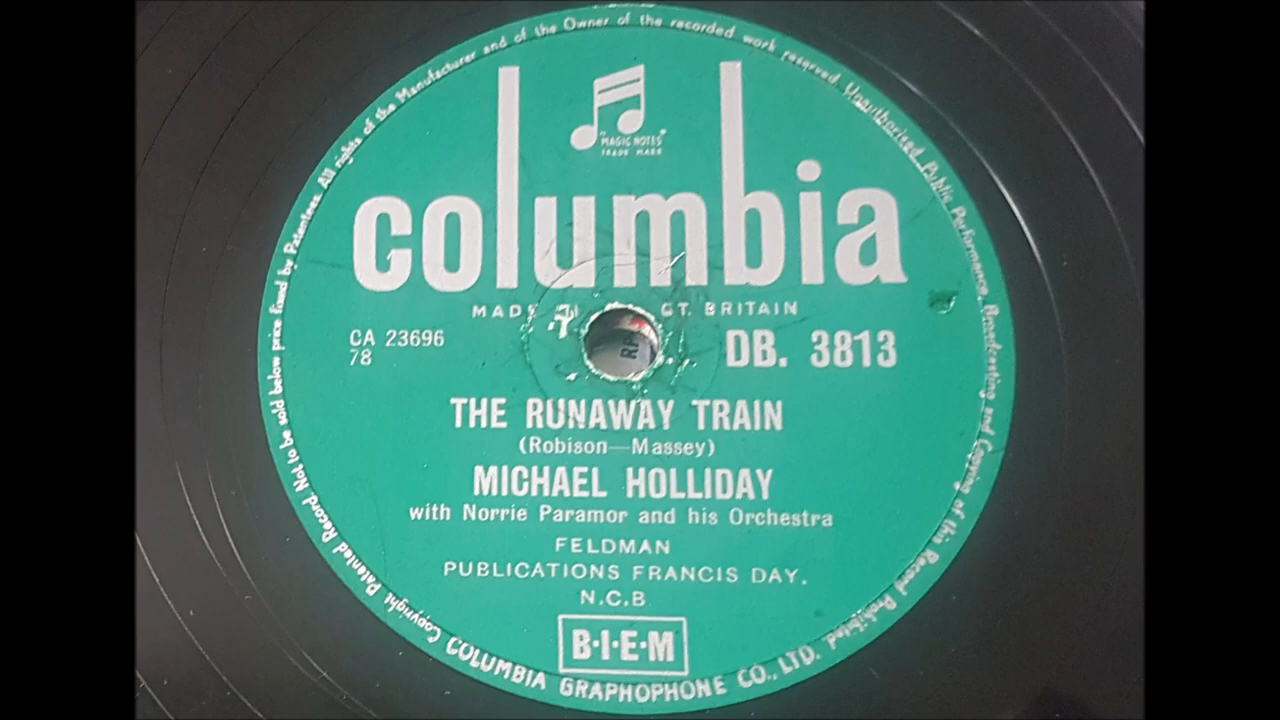 Copyright. Patented Record. Not to be sold below price fixed by Patentees. All rights of the Manufacturer and of the Owner of the recorded work reserved. Unauthorised Public Performance, Broadcasting and Copying of this Record Prohibited
"MAGIC NOTES"
TRADE MARK
columbia
MADE GT. BRITAIN
CA 23696
78
DB. 3813
THE RUNAWAY TRAIN
(Robison—Massey)
MICHAEL HOLLIDAY
with Norrie Paramor and his Orchestra
FELDMAN
PUBLICATIONS FRANCIS DAY.
N.C.B
B·I·E·M
COLUMBIA GRAPHOPHONE CO., LTD.